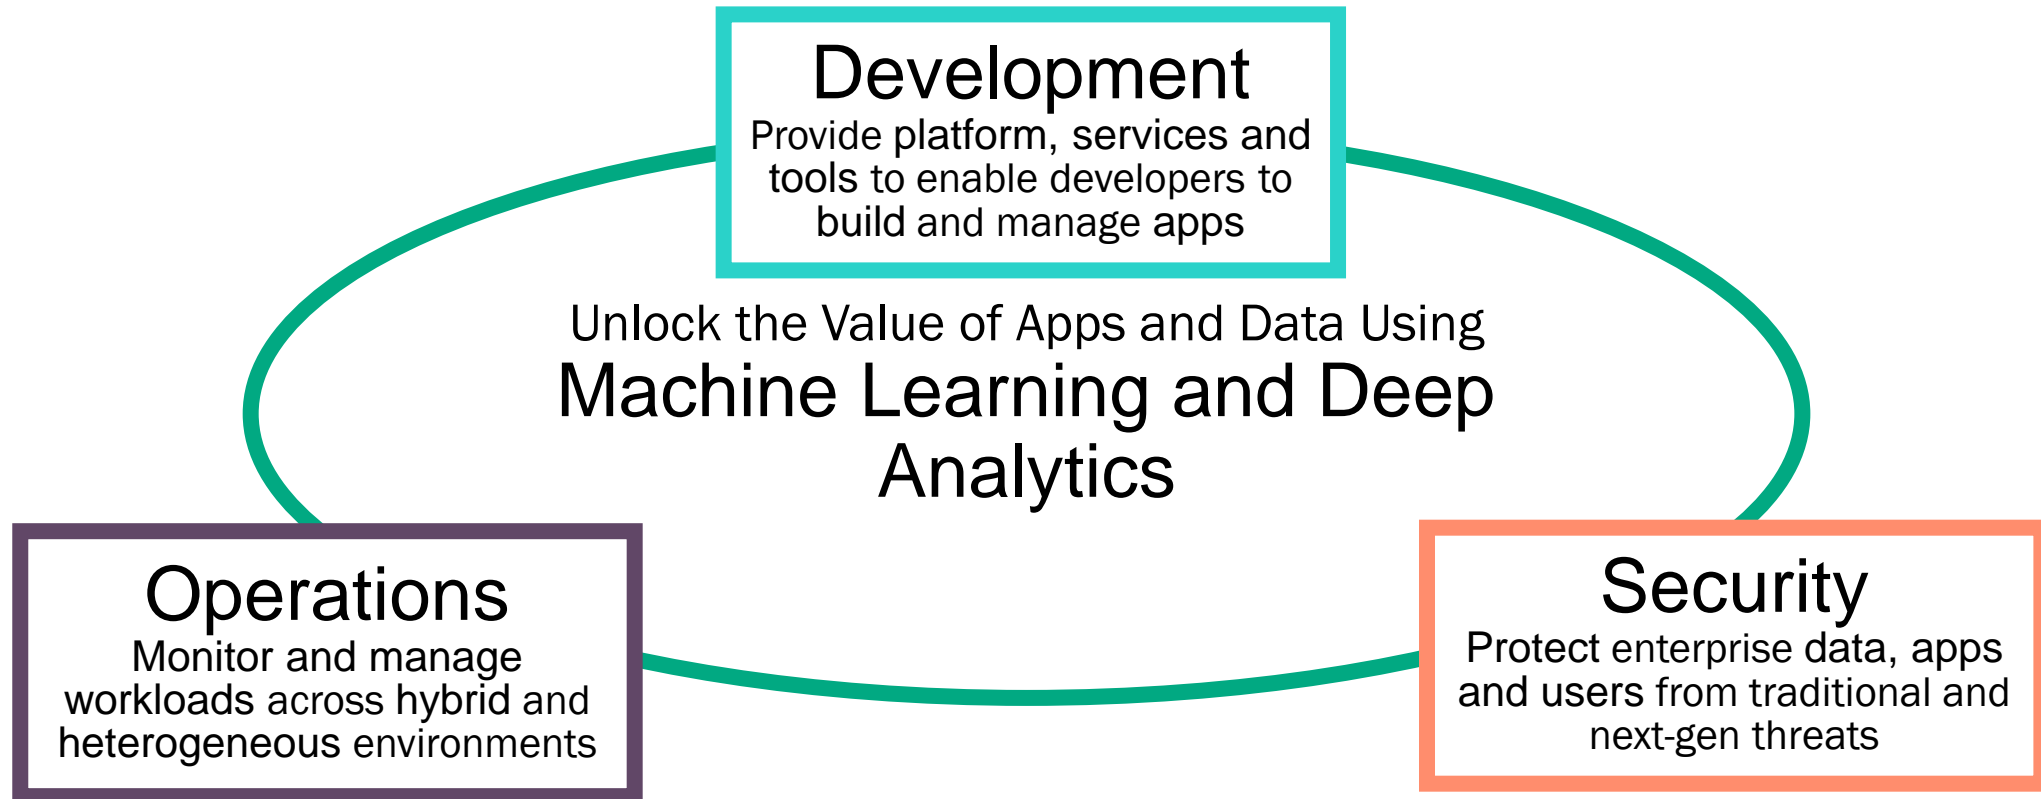 Development
Provide platform, services and
tools to enable developers to
build and manage apps
Unlock the Value of Apps and Data Using
Machine Learning and Deep
Analytics
Operations
Monitor and manage
workloads across hybrid and
heterogeneous environments
Security
Protect enterprise data, apps
and users from traditional and
next-gen threats